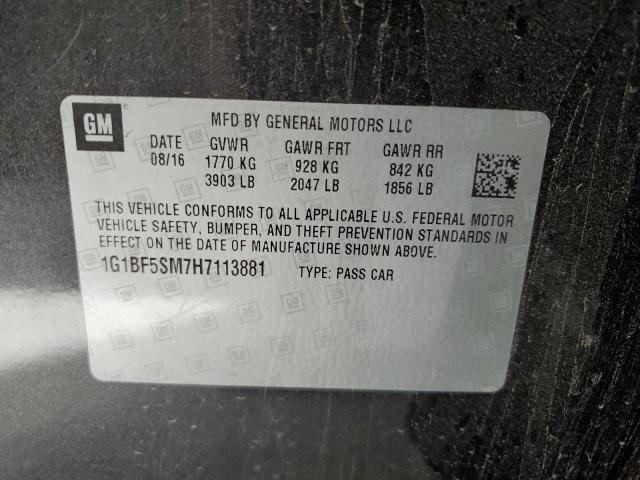 GM
MFD BY GENERAL MOTORS LLC
DATE GVWR GAWR FRT GAWR RR
08/16 1770 KG 928 KG 842 KG
3903 LB 2047 LB 1856 LB
THIS VEHICLE CONFORMS TO ALL APPLICABLE U.S. FEDERAL MOTOR
VEHICLE SAFETY, BUMPER, AND THEFT PREVENTION STANDARDS IN
EFFECT ON THE DATE OF MANUFACTURE SHOWN ABOVE.
1G1BF5SM7H7113881 TYPE: PASS CAR